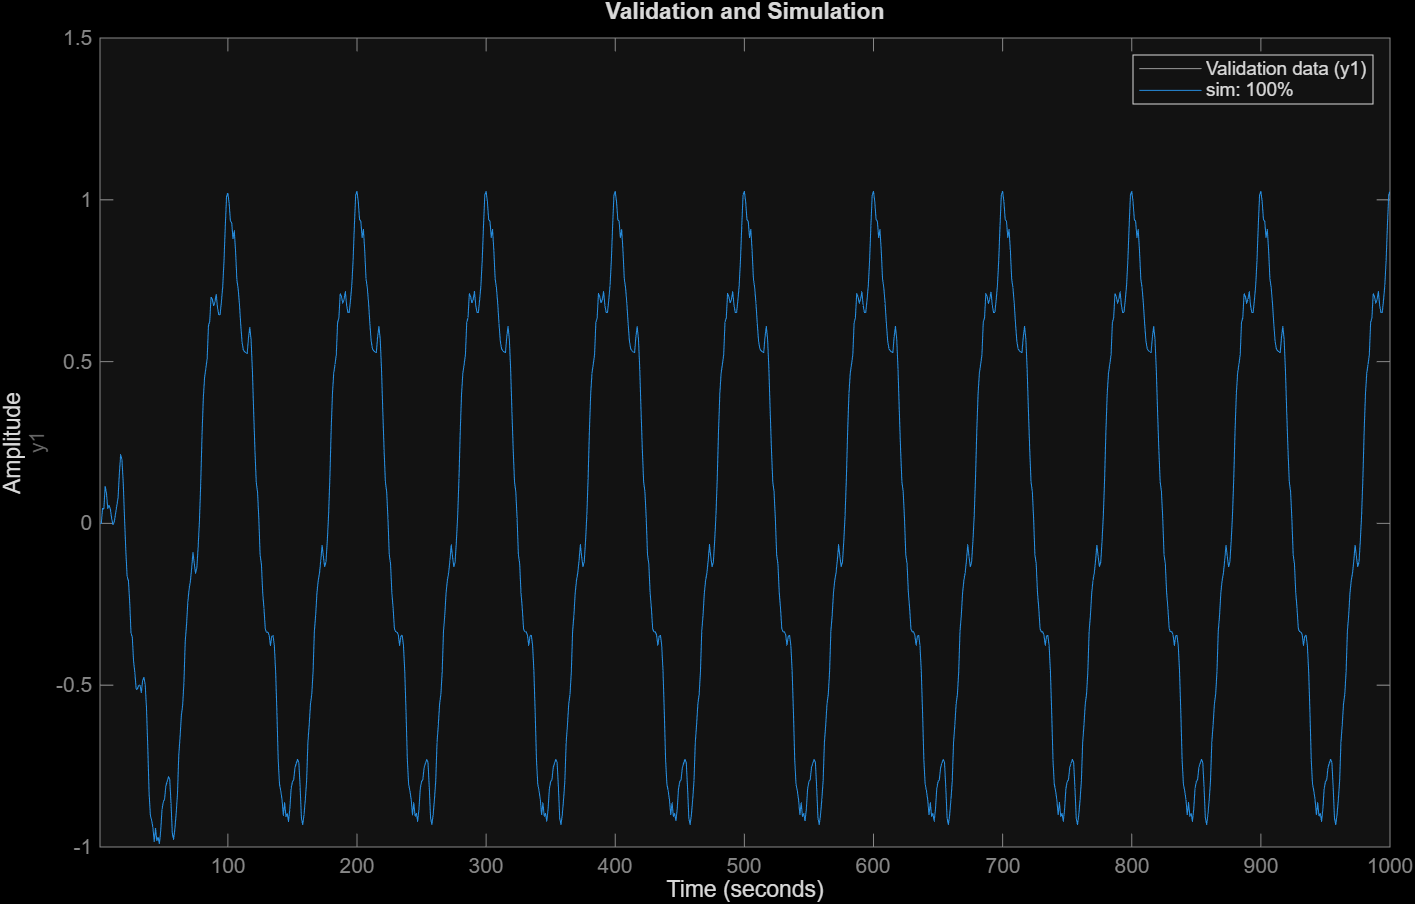 Validation and Simulation
Validation data (y1)
sim: 100%
1.5
1
0.5
0
-0.5
-1
Amplitude
y1
100 200 300 400 500 600 700 800 900 1000
Time (seconds)